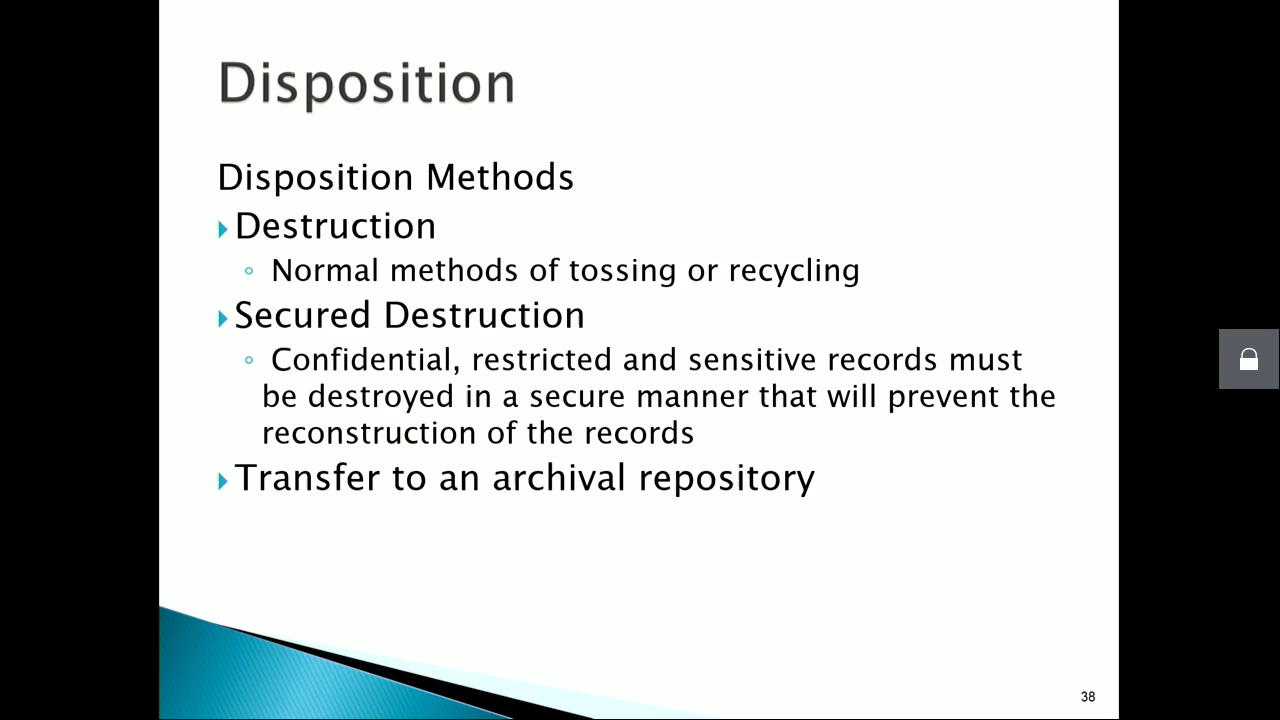 Disposition
Disposition Methods
Destruction
Normal methods of tossing or recycling
Secured Destruction
Confidential, restricted and sensitive records must
be destroyed in a secure manner that will prevent the
reconstruction of the records
Transfer to an archival repository
38